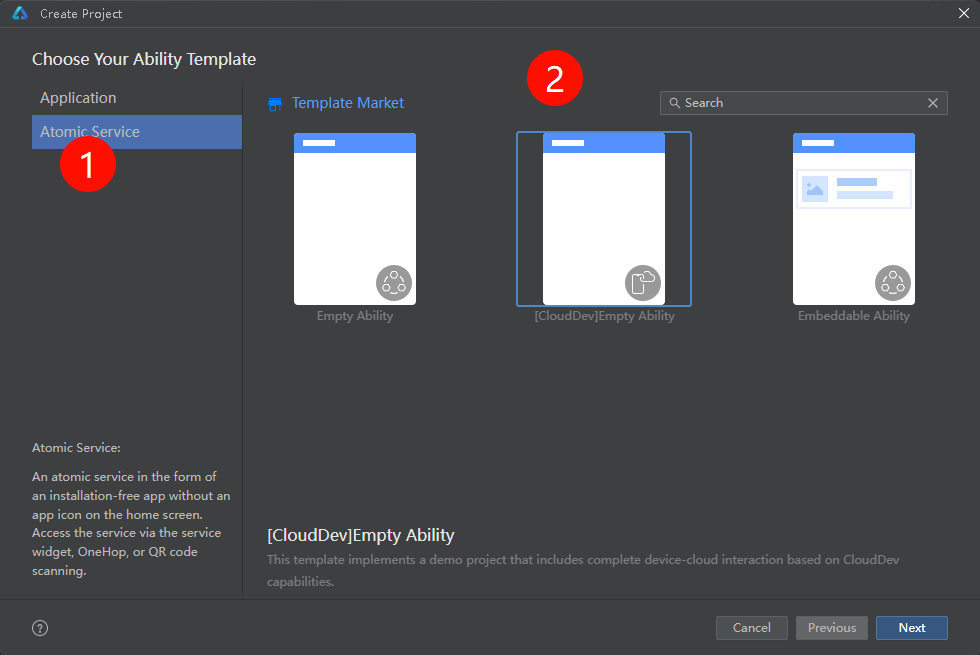 Create Project
Choose Your Ability Template
Application
Atomic Service
1
Template Market
2
Search
Empty Ability
[CloudDev]Empty Ability
Embeddable Ability
Atomic Service:
An atomic service in the form of
an installation-free app without an
app icon on the home screen.
Access the service via the service
widget, OneHop, or QR code
scanning.
[CloudDev]Empty Ability
This template implements a demo project that includes complete device-cloud interaction based on CloudDev
capabilities.
?
Cancel
Previous
Next